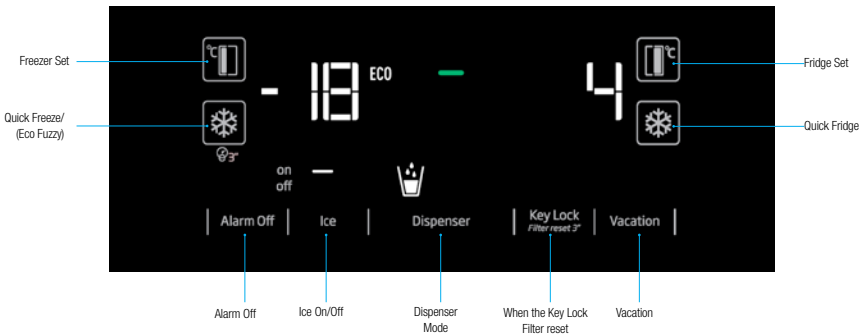 Freezer Set
°C
- 18
ECO
4
°C
Fridge Set
Quick Freeze/
(Eco Fuzzy)
Quick Fridge
3"
on
off
Alarm Off
Ice
Dispenser
Key Lock
Filter reset 3"
Vacation
Alarm Off
Ice On/Off
Dispenser
Mode
When the Key Lock
Filter reset
Vacation